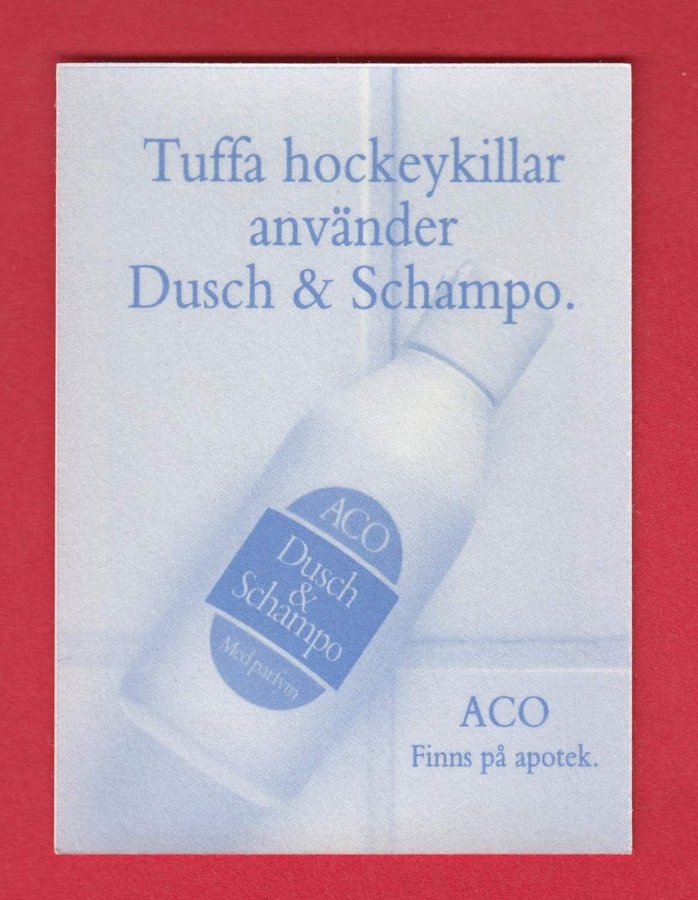 Tuffa hockeykillar
använder
Dusch & Schampo.
ACO
Dusch
&
Schampo
Med parfym
ACO
Finns på apotek.